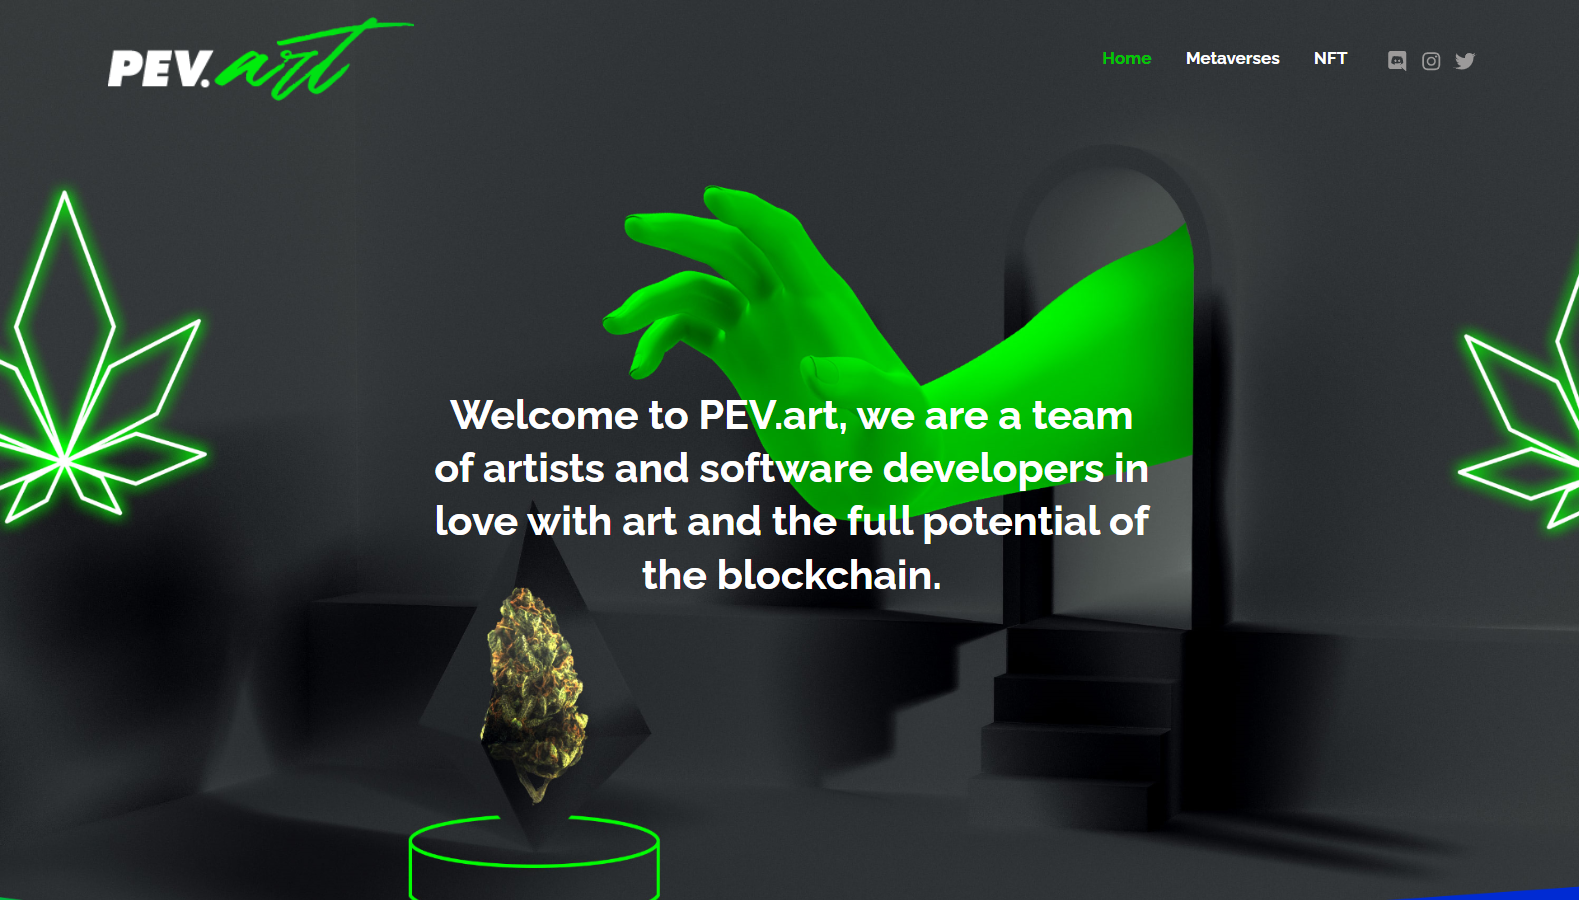 PEV.art
Home Metaverses NFT
Welcome to PEV.art, we are a team
of artists and software developers in
love with art and the full potential of
the blockchain.